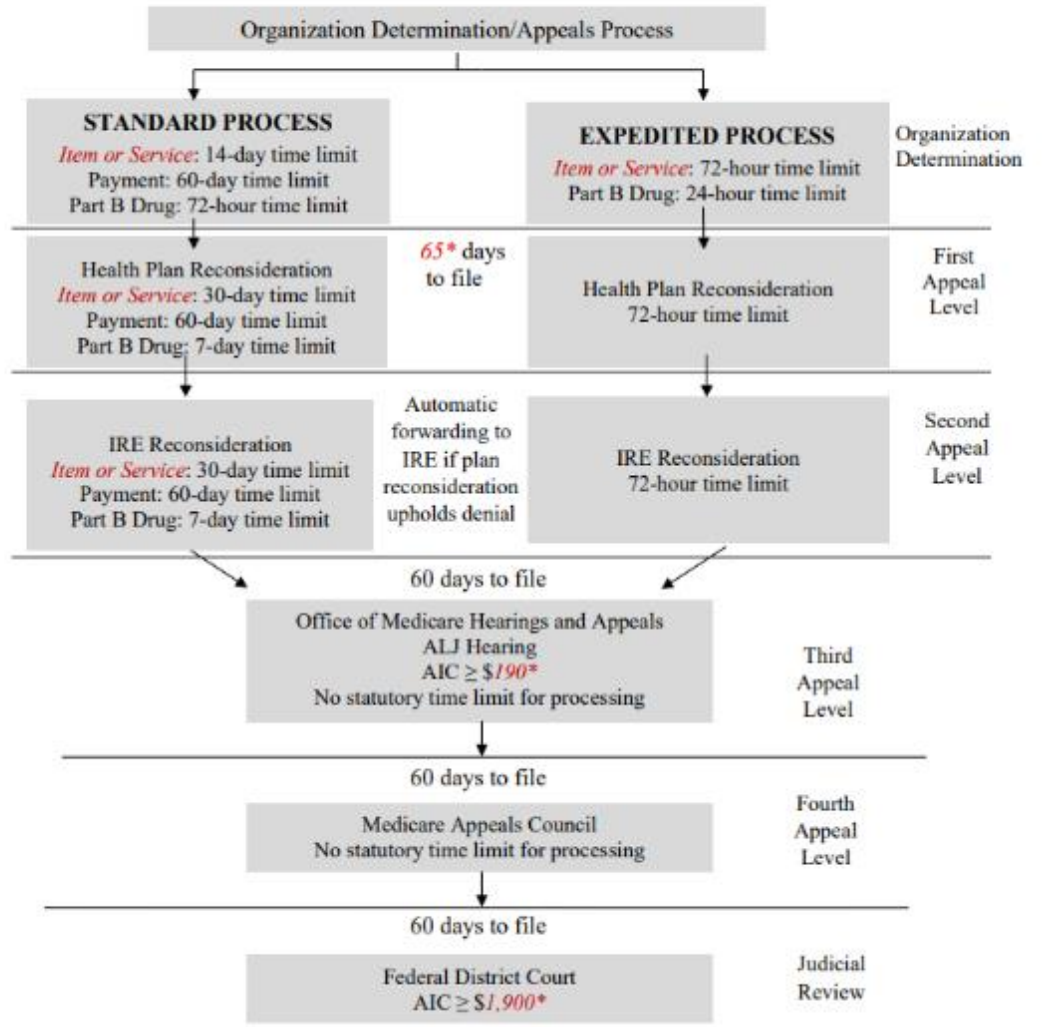 Organization Determination/Appeals Process
STANDARD PROCESS
Item or Service: 14-day time limit
Payment: 60-day time limit
Part B Drug: 72-hour time limit
EXPEDITED PROCESS
Item or Service: 72-hour time limit
Part B Drug: 24-hour time limit
Organization
Determination
Health Plan Reconsideration
Item or Service: 30-day time limit
Payment: 60-day time limit
Part B Drug: 7-day time limit
65* days
to file
Health Plan Reconsideration
72-hour time limit
First
Appeal
Level
IRE Reconsideration
Item or Service: 30-day time limit
Payment: 60-day time limit
Part B Drug: 7-day time limit
Automatic
forwarding to
IRE if plan
reconsideration
upholds denial
IRE Reconsideration
72-hour time limit
Second
Appeal
Level
60 days to file
Office of Medicare Hearings and Appeals
ALJ Hearing
AIC ≥ $190*
No statutory time limit for processing
Third
Appeal
Level
60 days to file
Medicare Appeals Council
No statutory time limit for processing
Fourth
Appeal
Level
60 days to file
Federal District Court
AIC ≥ $1,900*
Judicial
Review